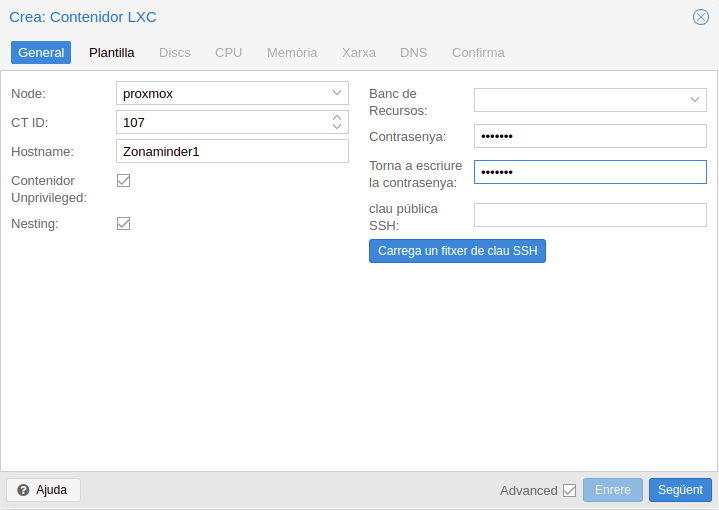 Crea: Contenidor LXC
General Plantilla Discs CPU Memòria Xarxa DNS Confirma
Node: proxmox
CT ID: 107
Hostname: Zonaminder1
Contenidor
Unprivileged:
Nesting:
Banc de
Recursos:
Contrasenya: •••••••
Torna a escriure
la contrasenya: •••••••
clau pública
SSH:
Carrega un fitxer de clau SSH
? Ajuda
Advanced Enrere Següent